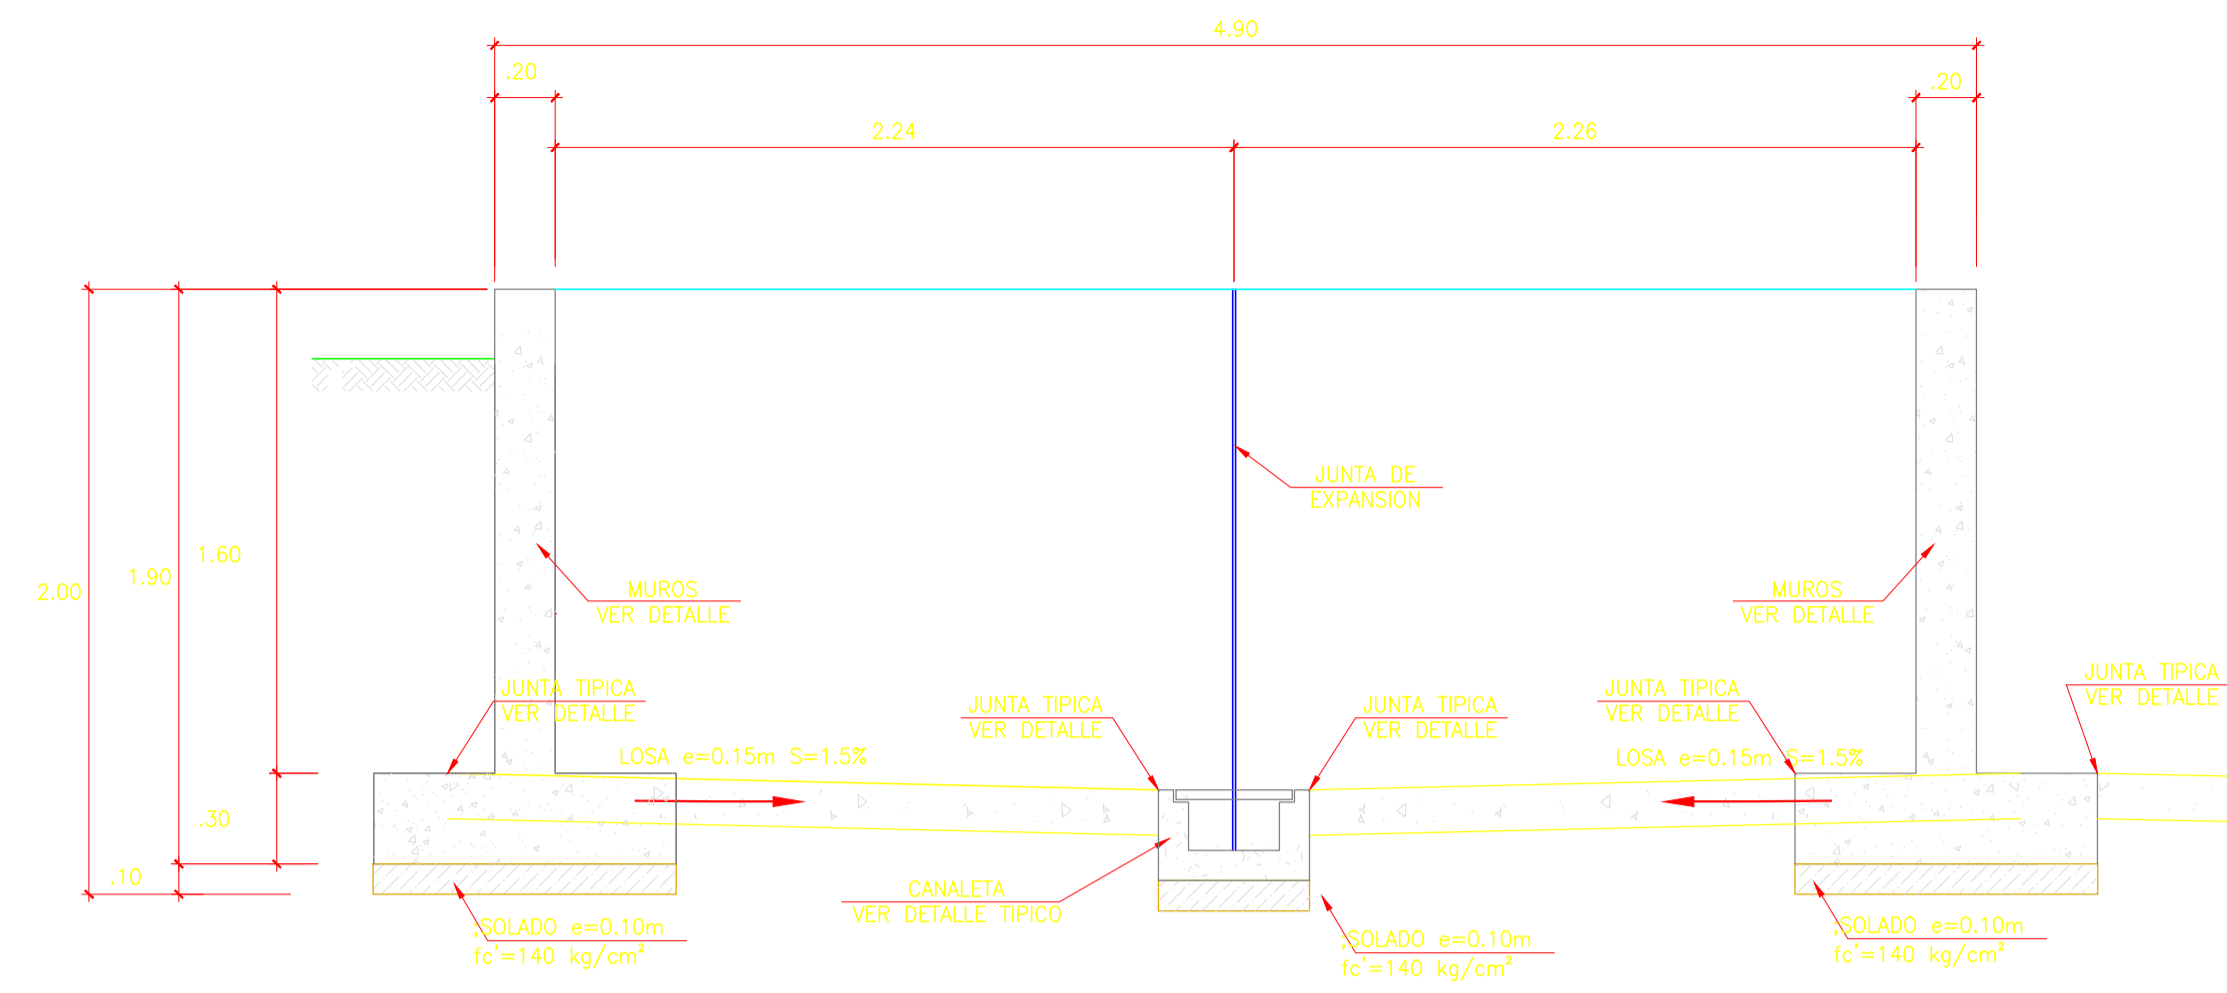 4.90
.20
.20
2.24
2.26
JUNTA DE
EXPANSION
1.60
1.90
2.00
MUROS
VER DETALLE
MUROS
VER DETALLE
JUNTA TIPICA
VER DETALLE
JUNTA TIPICA
VER DETALLE
JUNTA TIPICA
VER DETALLE
JUNTA TIPICA
VER DETALLE
JUNTA TIPICA
VER DETALLE
LOSA e=0.15m S=1.5%
LOSA e=0.15m S=1.5%
.30
.10
CANALETA
VER DETALLE TIPICO
;SOLADO e=0.10m
fc'=140 kg/cm²
;SOLADO e=0.10m
fc'=140 kg/cm²
;SOLADO e=0.10m
fc'=140 kg/cm²